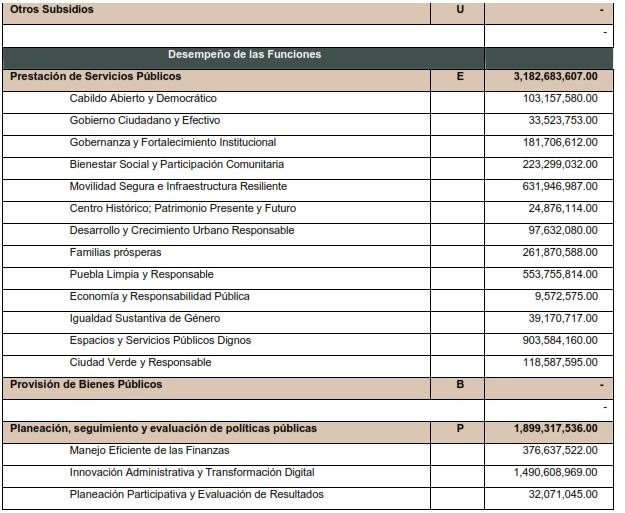 Otros Subsidios U -
-
Desempeño de las Funciones
Prestación de Servicios Públicos E 3,182,683,607.00
Cabildo Abierto y Democrático 103,157,580.00
Gobierno Ciudadano y Efectivo 33,523,753.00
Gobernanza y Fortalecimiento Institucional 181,706,612.00
Bienestar Social y Participación Comunitaria 223,299,032.00
Movilidad Segura e Infraestructura Resiliente 631,946,987.00
Centro Histórico; Patrimonio Presente y Futuro 24,876,114.00
Desarrollo y Crecimiento Urbano Responsable 97,632,080.00
Familias prósperas 261,870,588.00
Puebla Limpia y Responsable 553,755,814.00
Economía y Responsabilidad Pública 9,572,575.00
Igualdad Sustantiva de Género 39,170,717.00
Espacios y Servicios Públicos Dignos 903,584,160.00
Ciudad Verde y Responsable 118,587,595.00
Provisión de Bienes Públicos B -
-
Planeación, seguimiento y evaluación de políticas públicas P 1,899,317,536.00
Manejo Eficiente de las Finanzas 376,637,522.00
Innovación Administrativa y Transformación Digital 1,490,608,969.00
Planeación Participativa y Evaluación de Resultados 32,071,045.00